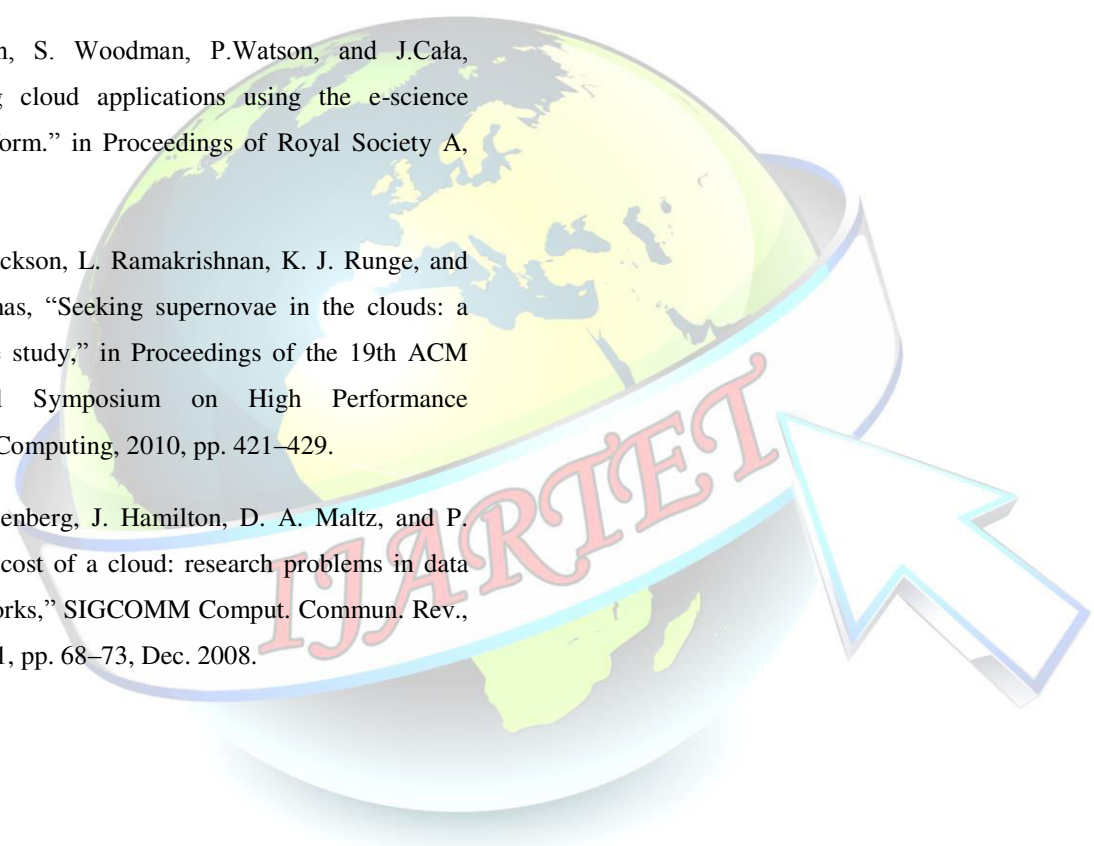 n, S. Woodman, P.Watson, and J.Cała,
cloud applications using the e-science
orm.” in Proceedings of Royal Society A,
ckson, L. Ramakrishnan, K. J. Runge, and
nas, “Seeking supernovae in the clouds: a
study,” in Proceedings of the 19th ACM
Symposium on High Performance
Computing, 2010, pp. 421–429.
enberg, J. Hamilton, D. A. Maltz, and P.
cost of a cloud: research problems in data
orks,” SIGCOMM Comput. Commun. Rev.,
1, pp. 68–73, Dec. 2008.
IJARTET